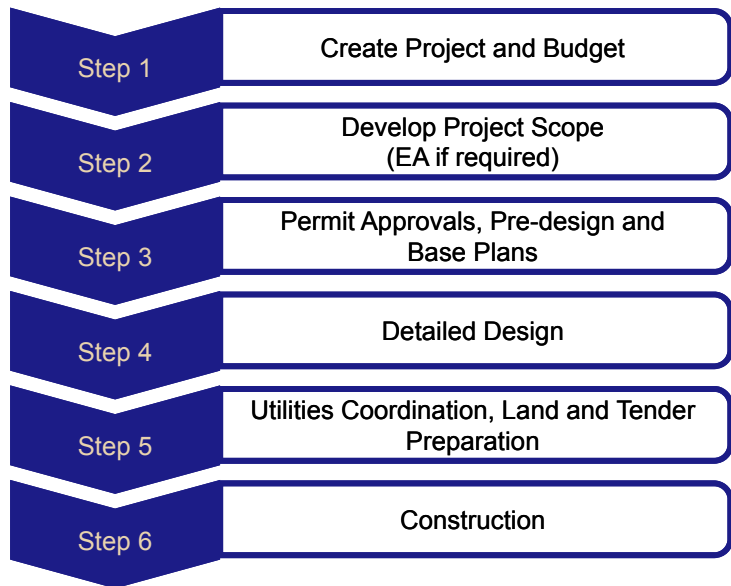 Step 1
Create Project and Budget
Step 2
Develop Project Scope
(EA if required)
Step 3
Permit Approvals, Pre-design and
Base Plans
Step 4
Detailed Design
Step 5
Utilities Coordination, Land and Tender
Preparation
Step 6
Construction